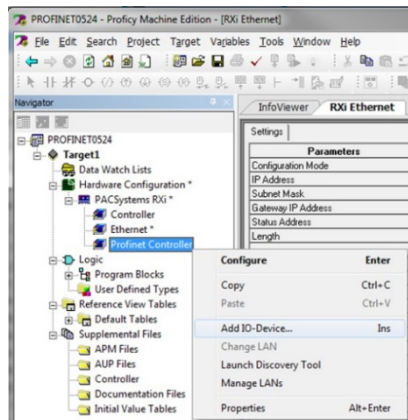 PROFINET0524 - Proficy Machine Edition - [RXi Ethernet]
File Edit Search Project Target Variables Tools Window Help
Navigator
InfoViewer RXi Ethernet
Settings
Parameters
Configuration Mode
IP Address
Subnet Mask
Gateway IP Address
Status Address
Length
PROFINET0524
Target1
Data Watch Lists
Hardware Configuration *
PACSystems RXi *
Controller
Ethernet *
Profinet Controller
Logic
Program Blocks
User Defined Types
Reference View Tables
Default Tables
Supplemental Files
APM Files
AUP Files
Controller
Documentation Files
Initial Value Tables
Configure Enter
Copy Ctrl+C
Paste Ctrl+V
Add IO-Device... Ins
Change LAN
Launch Discovery Tool
Manage LANs
Properties Alt+Enter